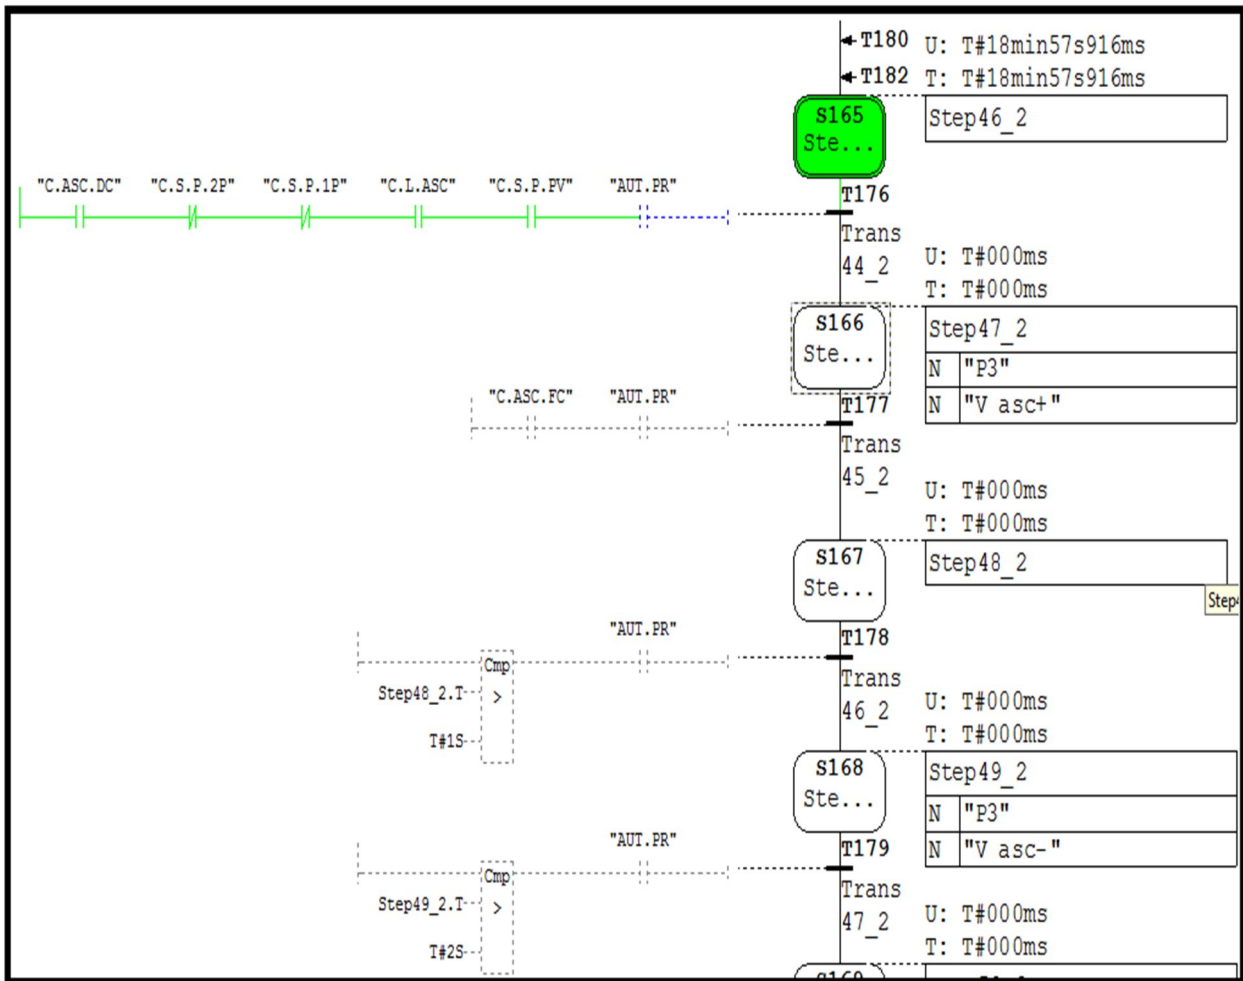 T180
U: T#18min57s916ms
T182
T: T#18min57s916ms
S165
Ste...
Step46_2
"C.ASC.DC" "C.S.P.2P" "C.S.P.1P" "C.L.ASC" "C.S.P.PV" "AUT.PR"
T176
Trans
44_2
U: T#000ms
T: T#000ms
S166
Ste...
Step47_2
N "P3"
N "V asc+"
"C.ASC.FC" "AUT.PR"
T177
Trans
45_2
U: T#000ms
T: T#000ms
S167
Ste...
Step48_2
"AUT.PR"
T178
Cmp
Step48_2.T
>
T#1S
Trans
46_2
U: T#000ms
T: T#000ms
S168
Ste...
Step49_2
N "P3"
N "V asc-"
"AUT.PR"
T179
Cmp
Step49_2.T
>
T#2S
Trans
47_2
U: T#000ms
T: T#000ms